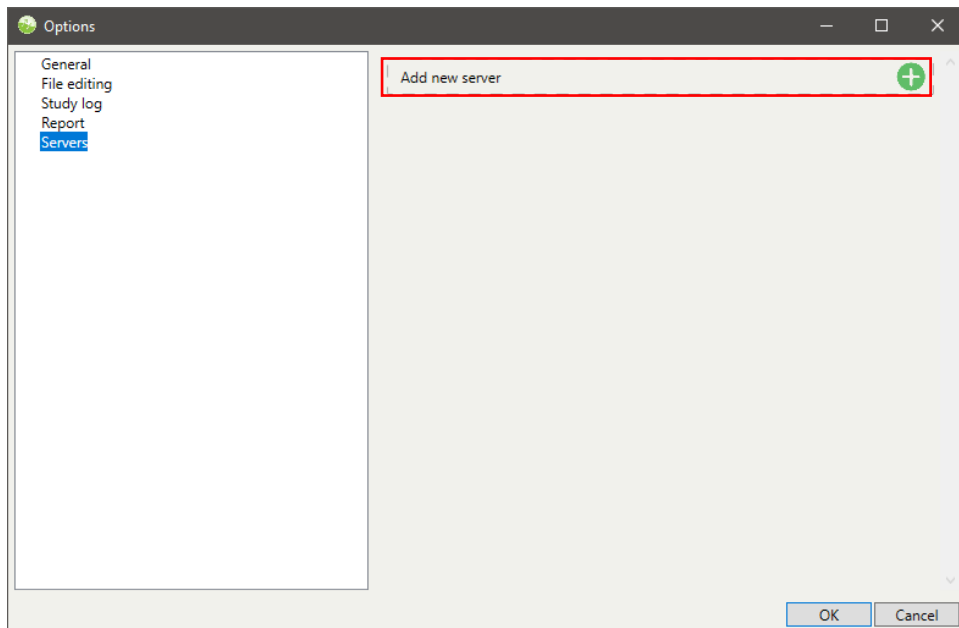 Options
General
File editing
Study log
Report
Servers
Add new server
OK
Cancel